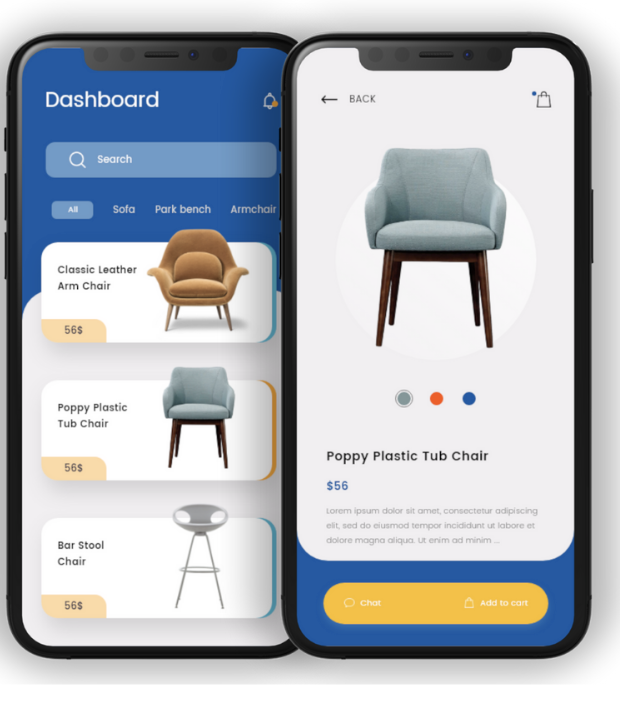 Dashboard
Search
All Sofa Park bench Armchair
Classic Leather
Arm Chair
56$
Poppy Plastic
Tub Chair
56$
Bar Stool
Chair
56$
BACK
Poppy Plastic Tub Chair
$56
Lorem ipsum dolor sit amet, consectetur adipiscing
elit, sed do eiusmod tempor incididunt ut labore et
dolore magna aliqua. Ut enim ad minim ...
Chat Add to cart